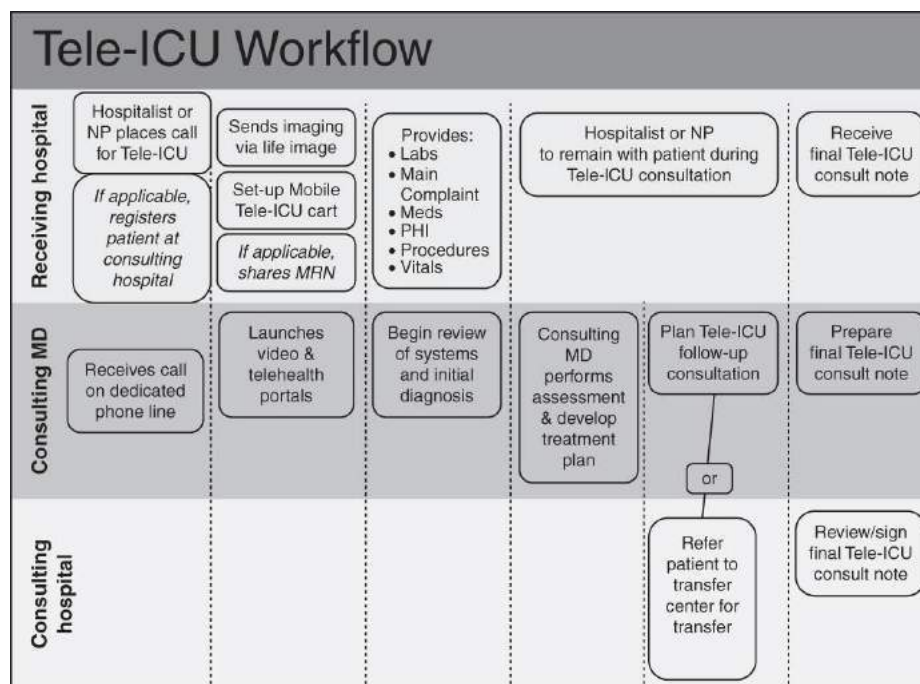 Tele-ICU Workflow
Receiving hospital
Hospitalist or
NP places call
for Tele-ICU
If applicable,
registers
patient at
consulting
hospital
Sends imaging
via life image
Set-up Mobile
Tele-ICU cart
If applicable,
shares MRN
Provides:
• Labs
• Main
Complaint
• Meds
• PHI
• Procedures
• Vitals
Hospitalist or NP
to remain with patient during
Tele-ICU consultation
Receive
final Tele-ICU
consult note
Consulting MD
Receives call
on dedicated
phone line
Launches
video &
telehealth
portals
Begin review
of systems
and initial
diagnosis
Consulting
MD
performs
assessment
& develop
treatment
plan
Plan Tele-ICU
follow-up
consultation
or
Prepare
final Tele-ICU
consult note
Consulting
hospital
Refer
patient to
transfer
center for
transfer
Review/sign
final Tele-ICU
consult note